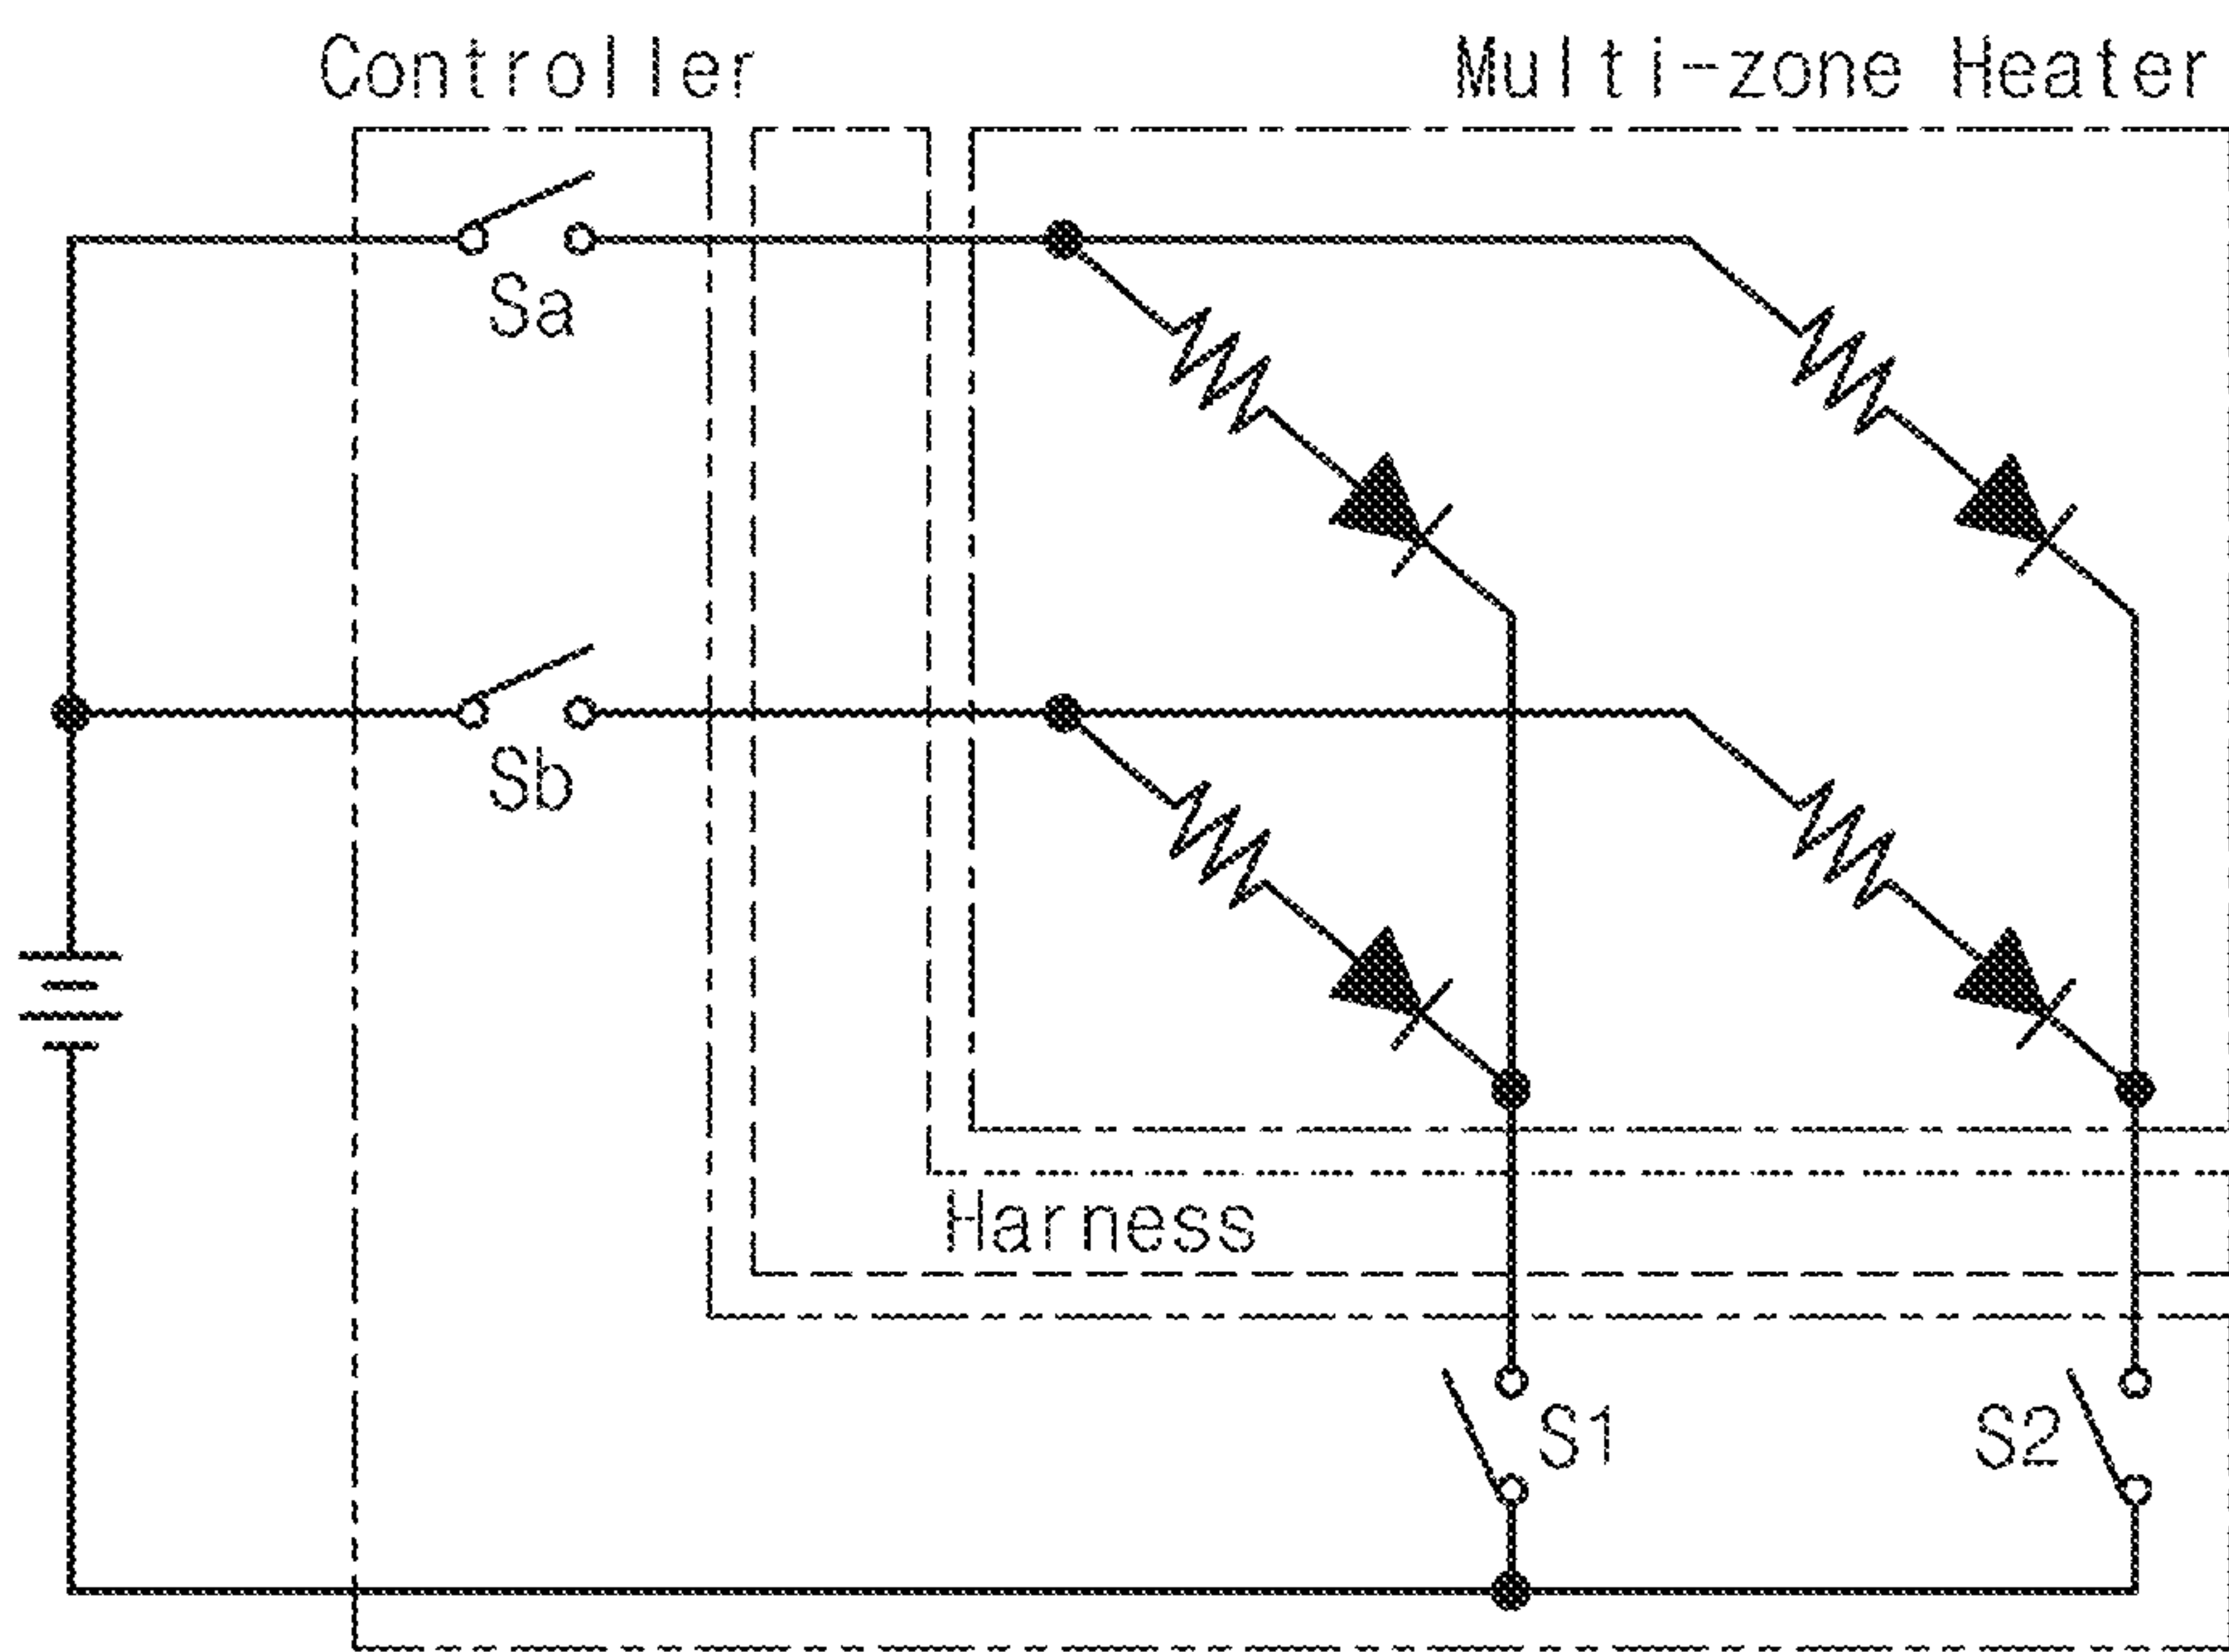 Controller
Multi-zone Heater
Sa
Sb
Harness
S1
S2